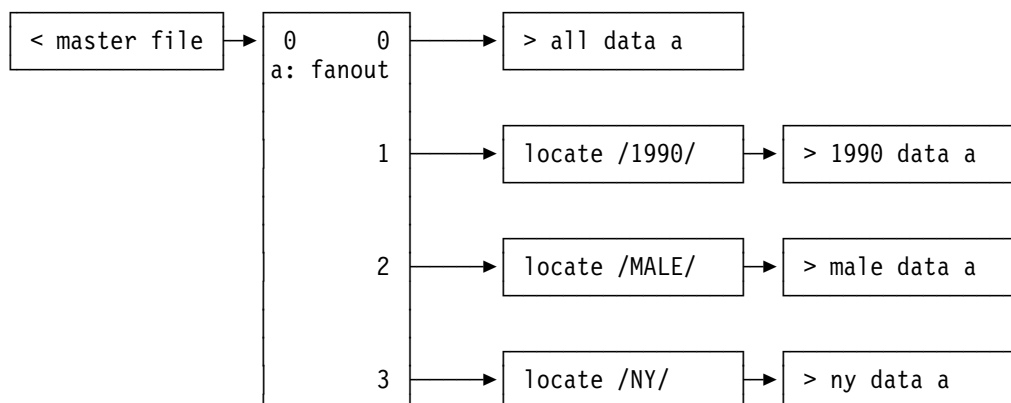 < master file 0 0 > all data a
a: fanout
1 locate /1990/ > 1990 data a
2 locate /MALE/ > male data a
3 locate /NY/ > ny data a